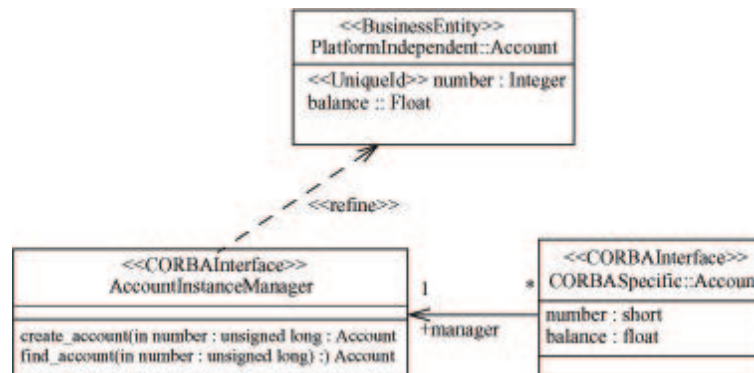 <<BusinessEntity>>
PlatformIndependent::Account
<<UniqueId>> number : Integer
balance :: Float
<<refine>>
<<CORBAInterface>>
AccountInstanceManager
create_account(in number : unsigned long : Account
find_account(in number : unsigned long) :) Account
1
*
+manager
<<CORBAInterface>>
CORBASpecific::Accoun
number : short
balance : float